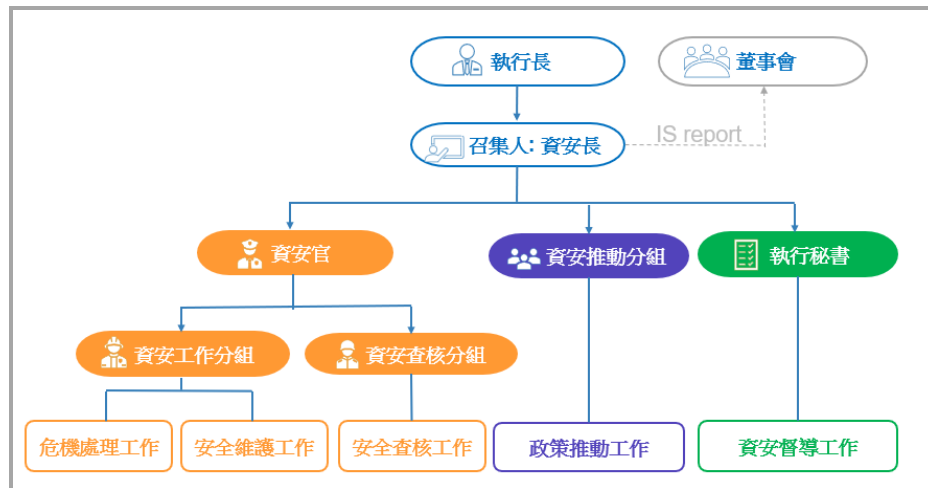 執行長
董事會
召集人: 資安長
IS report
資安官
資安推動分組
執行秘書
資安工作分組
資安查核分組
危機處理工作
安全維護工作
安全查核工作
政策推動工作
資安督導工作